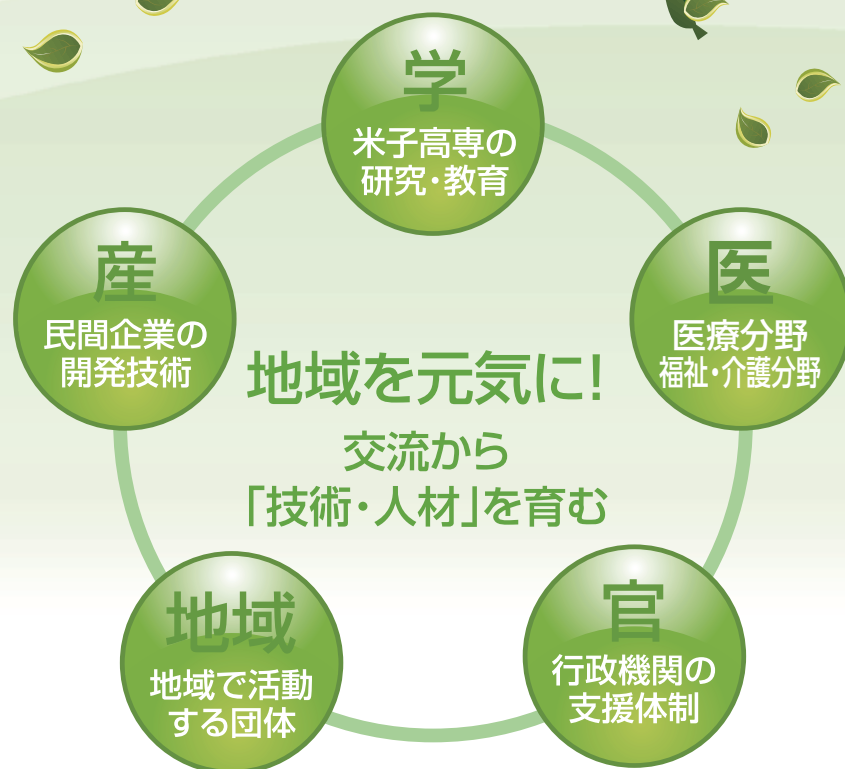 学
米子高専の
研究・教育
産
民間企業の
開発技術
医
医療分野
福祉・介護分野
地域を元気に!
交流から
「技術・人材」を育む
地域
地域で活動
する団体
官
行政機関の
支援体制